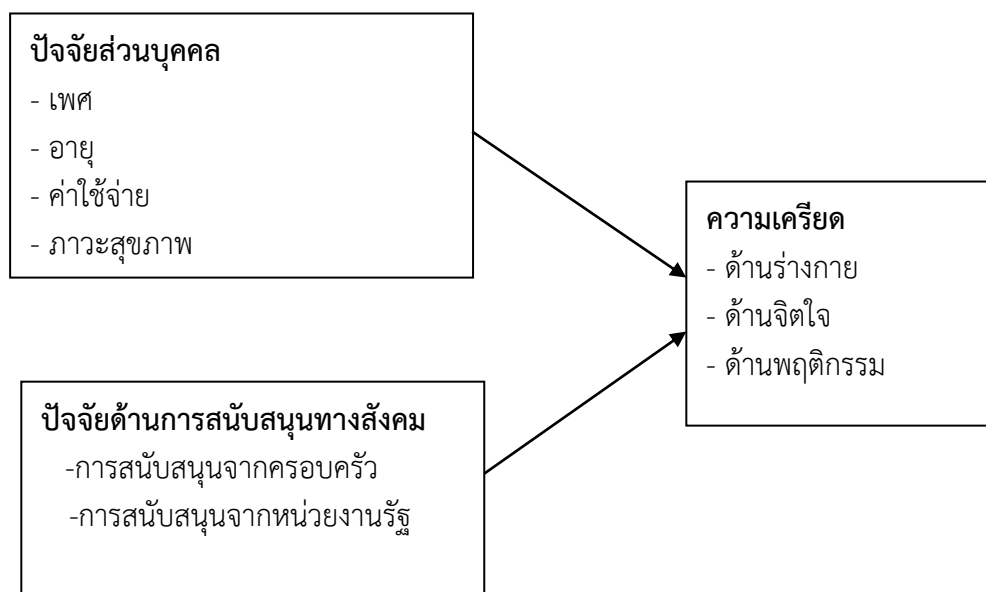 ปัจจัยส่วนบุคคล
- เพศ
- อายุ
- ค่าใช้จ่าย
- ภาวะสุขภาพ
ความเครียด
- ด้านร่างกาย
- ด้านจิตใจ
- ด้านพฤติกรรม
ปัจจัยด้านการสนับสนุนทางสังคม
-การสนับสนุนจากครอบครัว
-การสนับสนุนจากหน่วยงานรัฐ